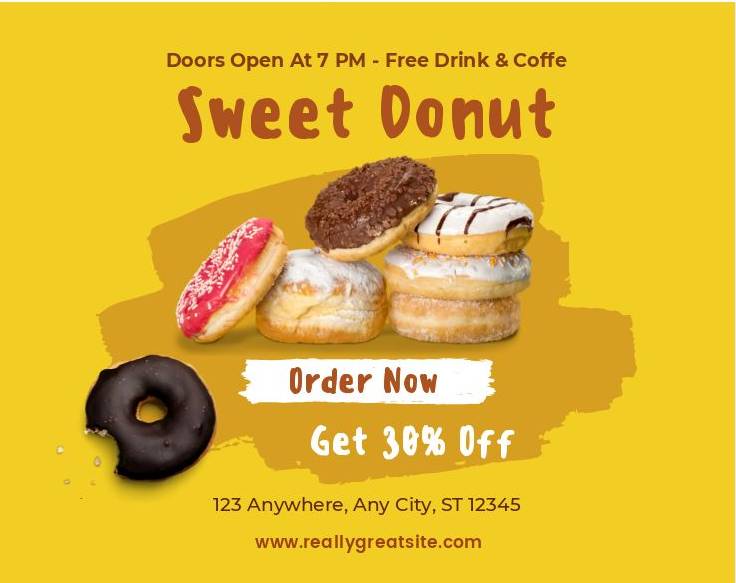 Doors Open At 7 PM - Free Drink & Coffe
Sweet Donut
Order Now
Get 30% Off
123 Anywhere, Any City, ST 12345
www.reallygreatsite.com